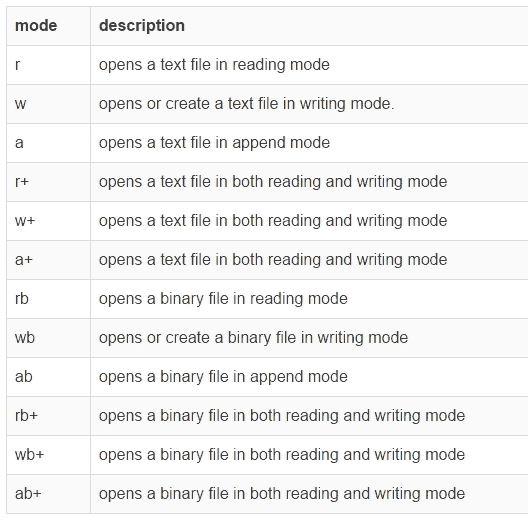 mode description
r opens a text file in reading mode
w opens or create a text file in writing mode.
a opens a text file in append mode
r+ opens a text file in both reading and writing mode
w+ opens a text file in both reading and writing mode
a+ opens a text file in both reading and writing mode
rb opens a binary file in reading mode
wb opens or create a binary file in writing mode
ab opens a binary file in append mode
rb+ opens a binary file in both reading and writing mode
wb+ opens a binary file in both reading and writing mode
ab+ opens a binary file in both reading and writing mode